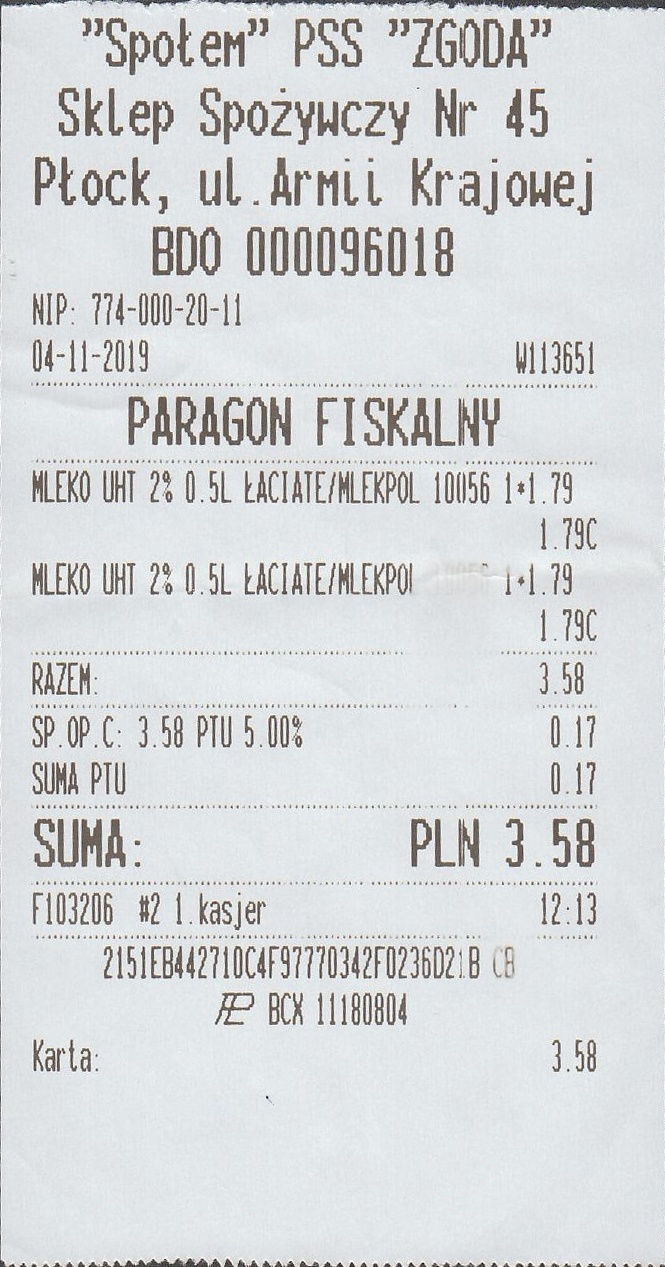 "Społem" PSS "ZGODA"
Sklep Spożywczy Nr 45
Płock, ul.Armii Krajowej
BDO 000096018
NIP: 774-000-20-11
04-11-2019 W113651
PARAGON FISKALNY
MLEKO UHT 2% 0.5L ŁACIATE/MLEKPOL 10056 1*1.79
1.79C
MLEKO UHT 2% 0.5L ŁACIATE/MLEKPOL 1*1.79
1.79C
RAZEM: 3.58
SP.OP.C: 3.58 PTU 5.00% 0.17
SUMA PTU 0.17
SUMA: PLN 3.58
F103206 #2 1.kasjer 12:13
2151EB442710C4F97770342F0236D21B CB
BCX 11180804
Karta: 3.58